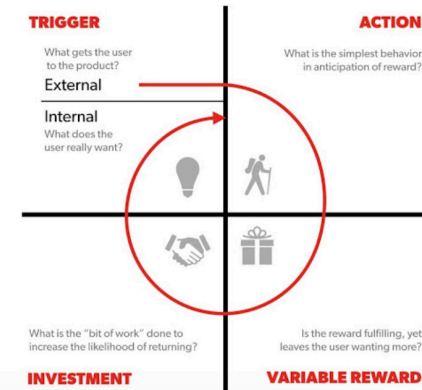 TRIGGER
What gets the user
to the product?
External
Internal
What does the
user really want?
ACTION
What is the simplest behavior
in anticipation of reward?
What is the "bit of work" done to
increase the likelihood of returning?
INVESTMENT
Is the reward fulfilling, yet
leaves the user wanting more?
VARIABLE REWARD